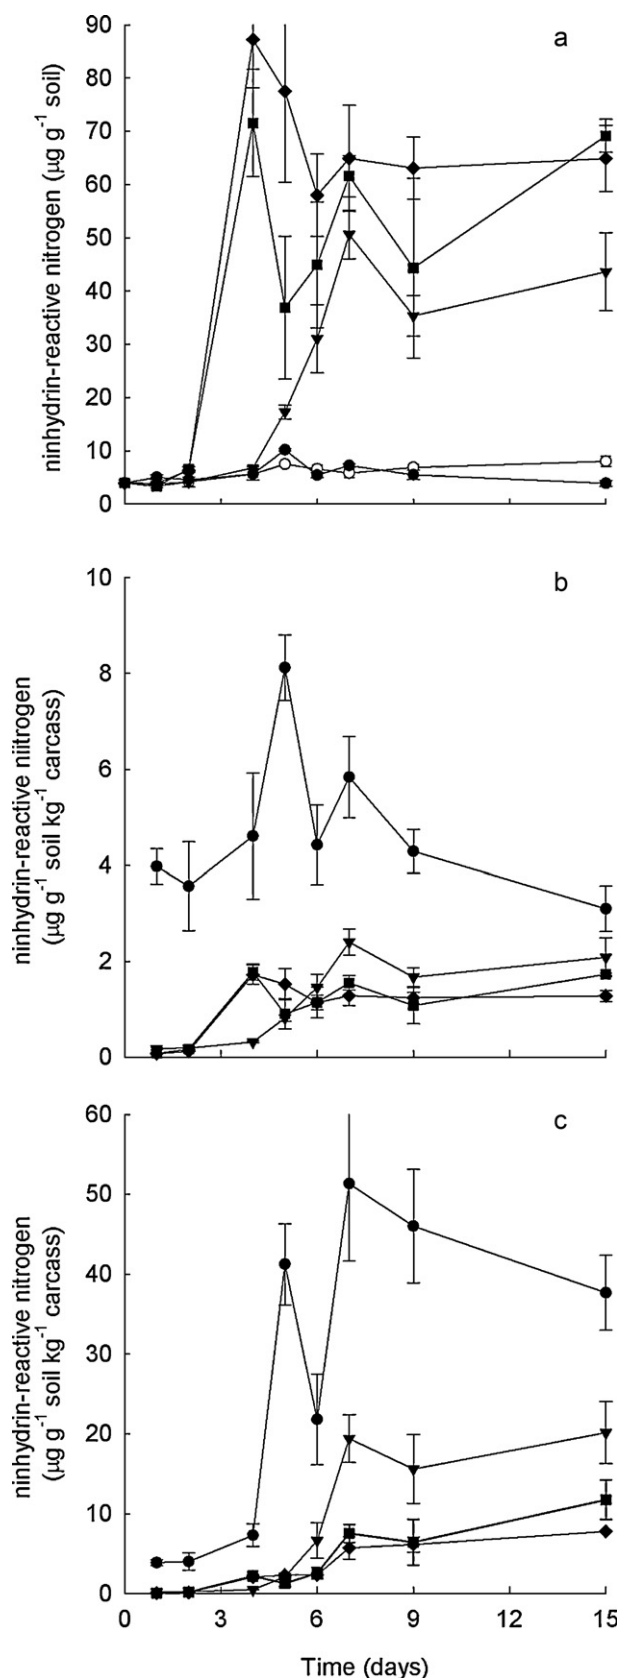 a
ninhydrin-reactive nitrogen (μg g⁻¹ soil)
90
80
70
60
50
40
30
20
10
0
b
ninhydrin-reactive niitrogen
(μg g⁻¹ soil kg⁻¹ carcass)
10
8
6
4
2
0
c
ninhydrin-reactive nitrogen
(μg g⁻¹ soil kg⁻¹ carcass)
60
50
40
30
20
10
0
0 3 6 9 12 15
Time (days)